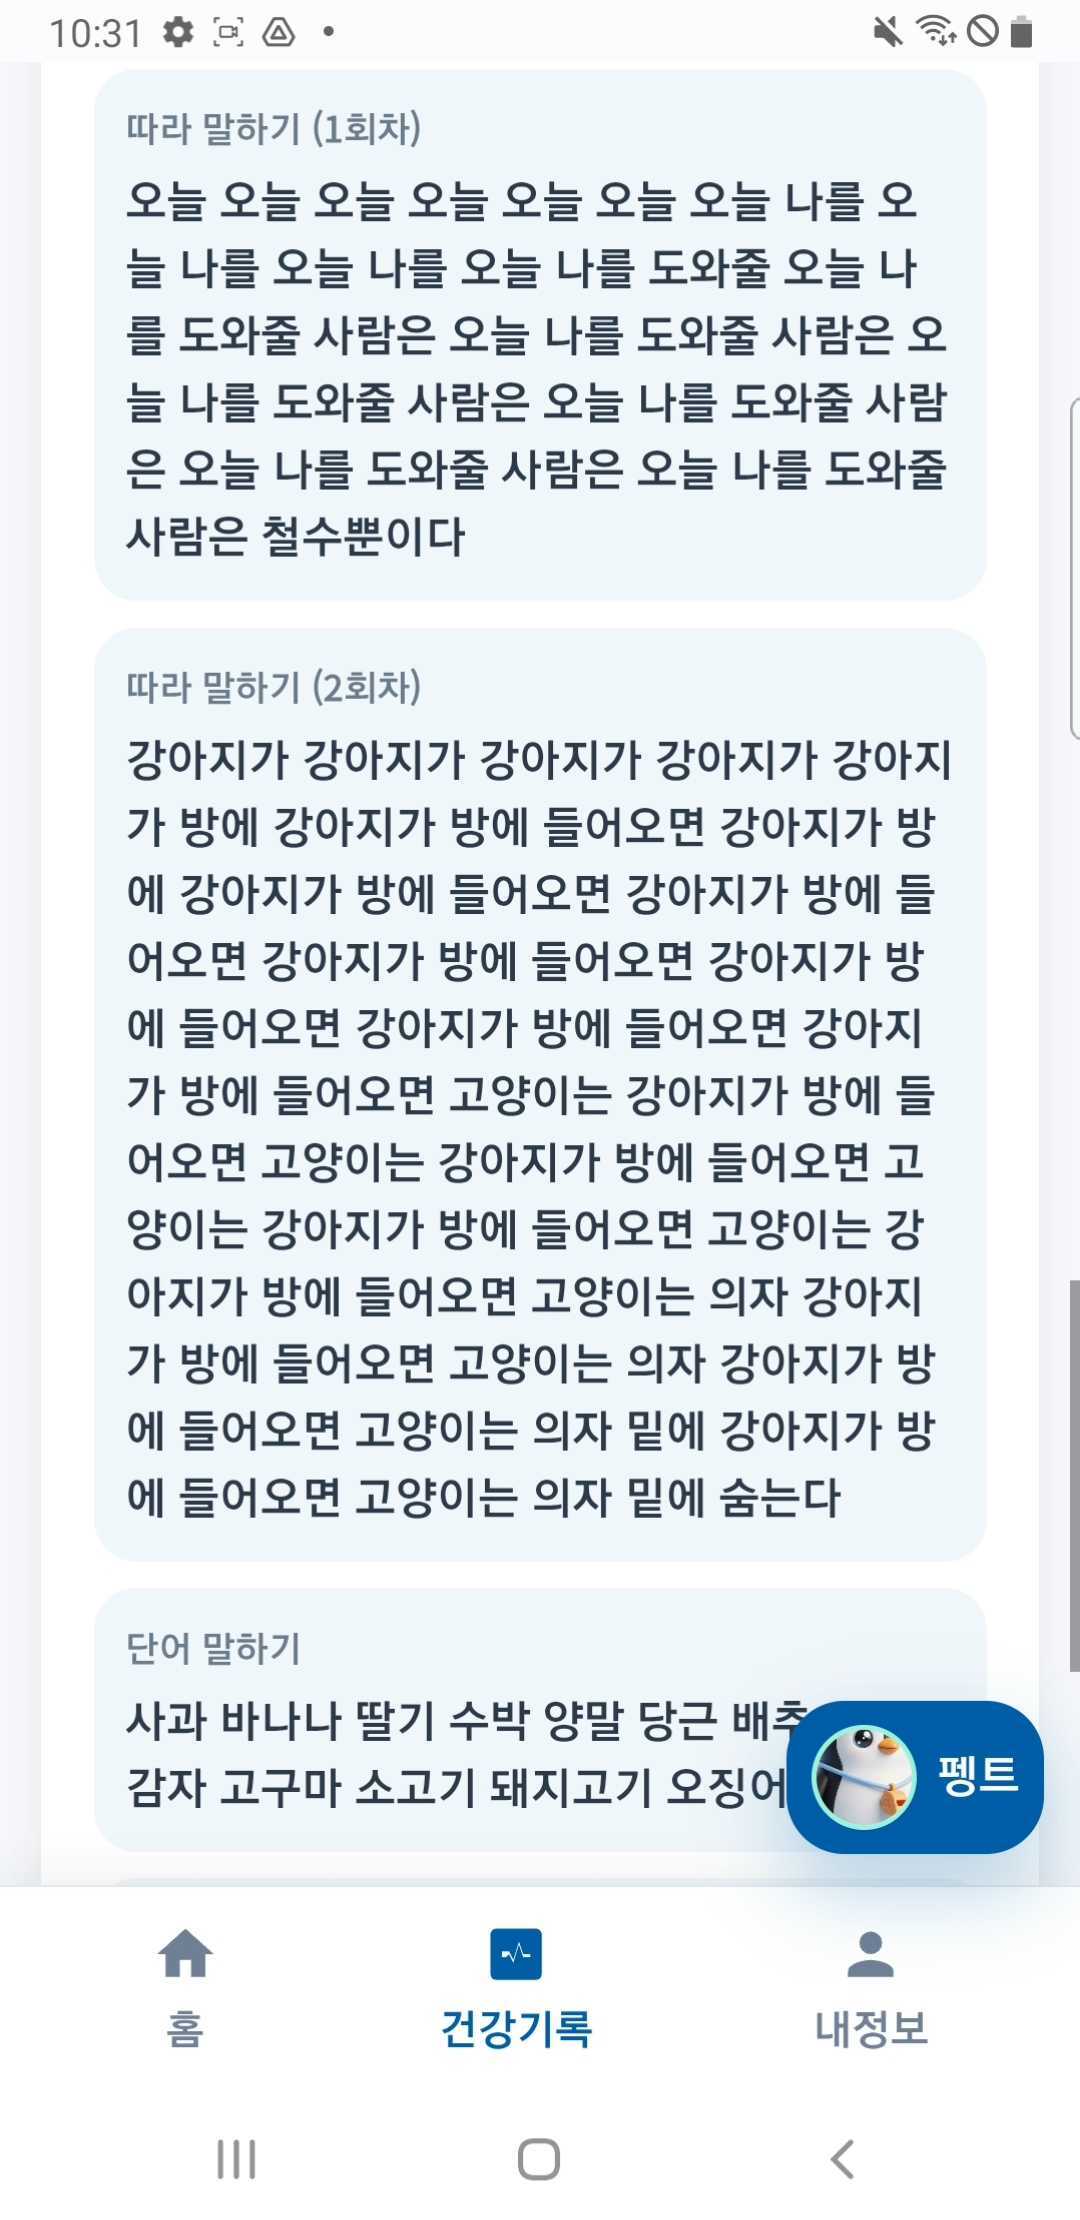 10:31
따라 말하기 (1회차)
오늘 오늘 오늘 오늘 오늘 오늘 오늘 나를 오
늘 나를 오늘 나를 오늘 나를 도와줄 오늘 나
를 도와줄 사람은 오늘 나를 도와줄 사람은 오
늘 나를 도와줄 사람은 오늘 나를 도와줄 사람
은 오늘 나를 도와줄 사람은 오늘 나를 도와줄
사람은 철수뿐이다
따라 말하기 (2회차)
강아지가 강아지가 강아지가 강아지가 강아지
가 방에 강아지가 방에 들어오면 강아지가 방
에 강아지가 방에 들어오면 강아지가 방에 들
어오면 강아지가 방에 들어오면 강아지가 방
에 들어오면 강아지가 방에 들어오면 강아지
가 방에 들어오면 고양이는 강아지가 방에 들
어오면 고양이는 강아지가 방에 들어오면 고
양이는 강아지가 방에 들어오면 고양이는 강
아지가 방에 들어오면 고양이는 의자 강아지
가 방에 들어오면 고양이는 의자 강아지가 방
에 들어오면 고양이는 의자 밑에 강아지가 방
에 들어오면 고양이는 의자 밑에 숨는다
단어 말하기
사과 바나나 딸기 수박 양말 당근 배추
감자 고구마 소고기 돼지고기 오징어
펭트
홈
건강기록
내정보